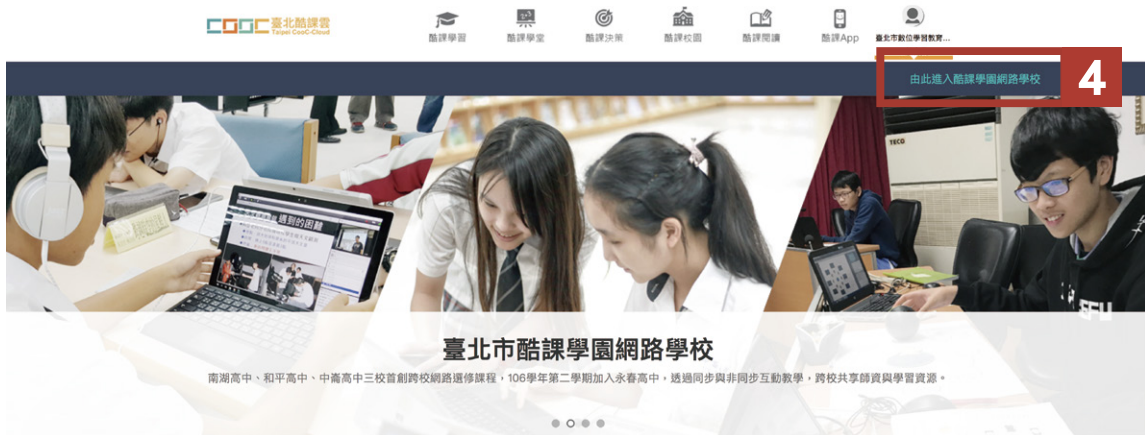 COOC 臺北酷課雲
Taipei CooC-Cloud
酷課學習
酷課學堂
酷課決策
酷課校園
酷課閱讀
酷課App
臺北市數位學習教育...
由此進入酷課學園網路學校
4
遇到的困難
TECO
SFU
臺北市酷課學園網路學校
南湖高中、和平高中、中崙高中三校首創跨校網路選修課程，106學年第二學期加入永春高中，透過同步與非同步互動教學，跨校共享師資與學習資源。